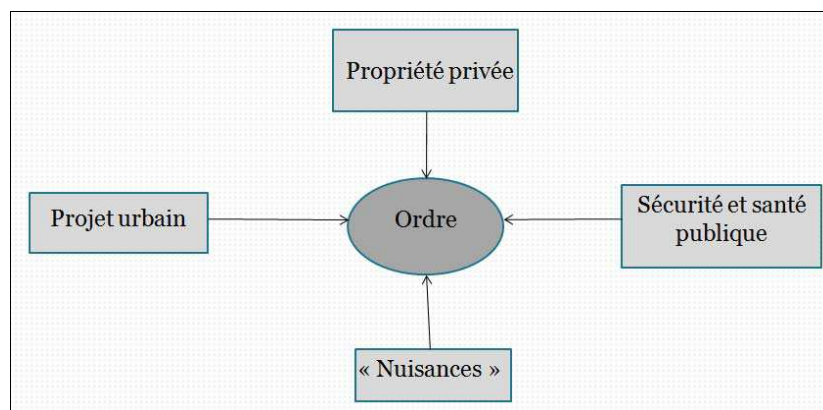 Propriété privée
Projet urbain
Ordre
Sécurité et santé
publique
« Nuisances »